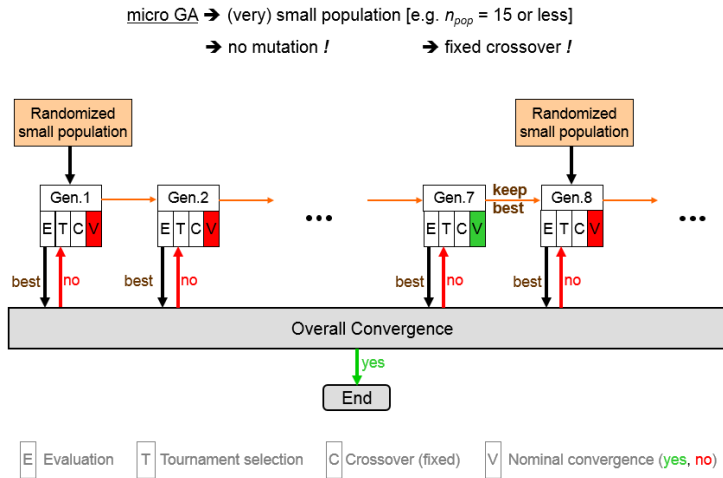 micro GA ➔ (very) small population [e.g. n_pop = 15 or less]
➔ no mutation ! ➔ fixed crossover !
Randomized
small population
Randomized
small population
Gen.1
Gen.2
Gen.7
keep
best
Gen.8
E T C V
E T C V
...
E T C V
E T C V
...
best no
best no
best no
best no
Overall Convergence
yes
End
E Evaluation
T Tournament selection
C Crossover (fixed)
V Nominal convergence (yes, no)